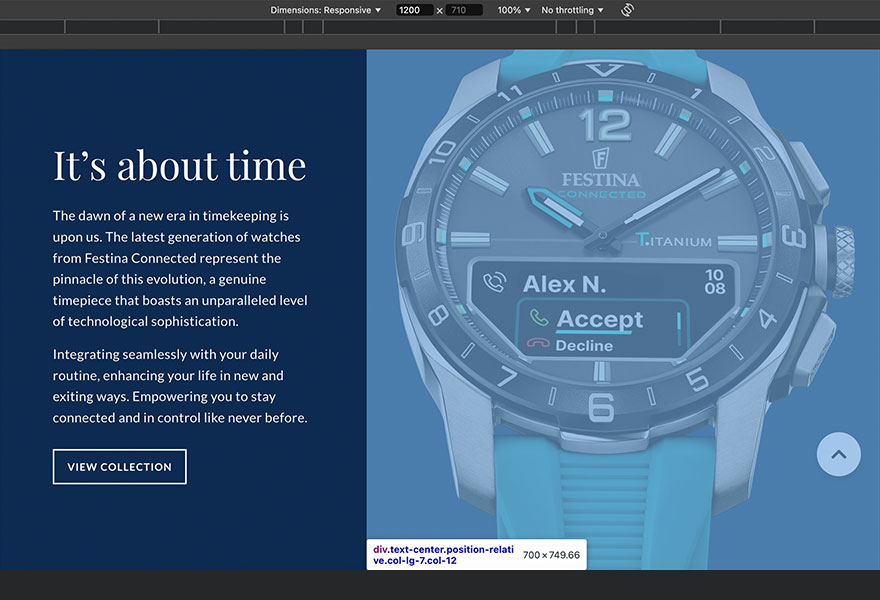 Dimensions: Responsive ▼ 1200 × 710 100% ▼ No throttling ▼
It’s about time
The dawn of a new era in timekeeping is
upon us. The latest generation of watches
from Festina Connected represent the
pinnacle of this evolution, a genuine
timepiece that boasts an unparalleled level
of technological sophistication.
Integrating seamlessly with your daily
routine, enhancing your life in new and
exiting ways. Empowering you to stay
connected and in control like never before.
VIEW COLLECTION
11
1
10
2
9
3
8
4
7
5
12
F
FESTINA
CONNECTED
T.ITANIUM
Alex N.
10
08
Accept
Decline
6
div.text-center.position-relati
ve.col-lg-7.col-12
700 × 749.66